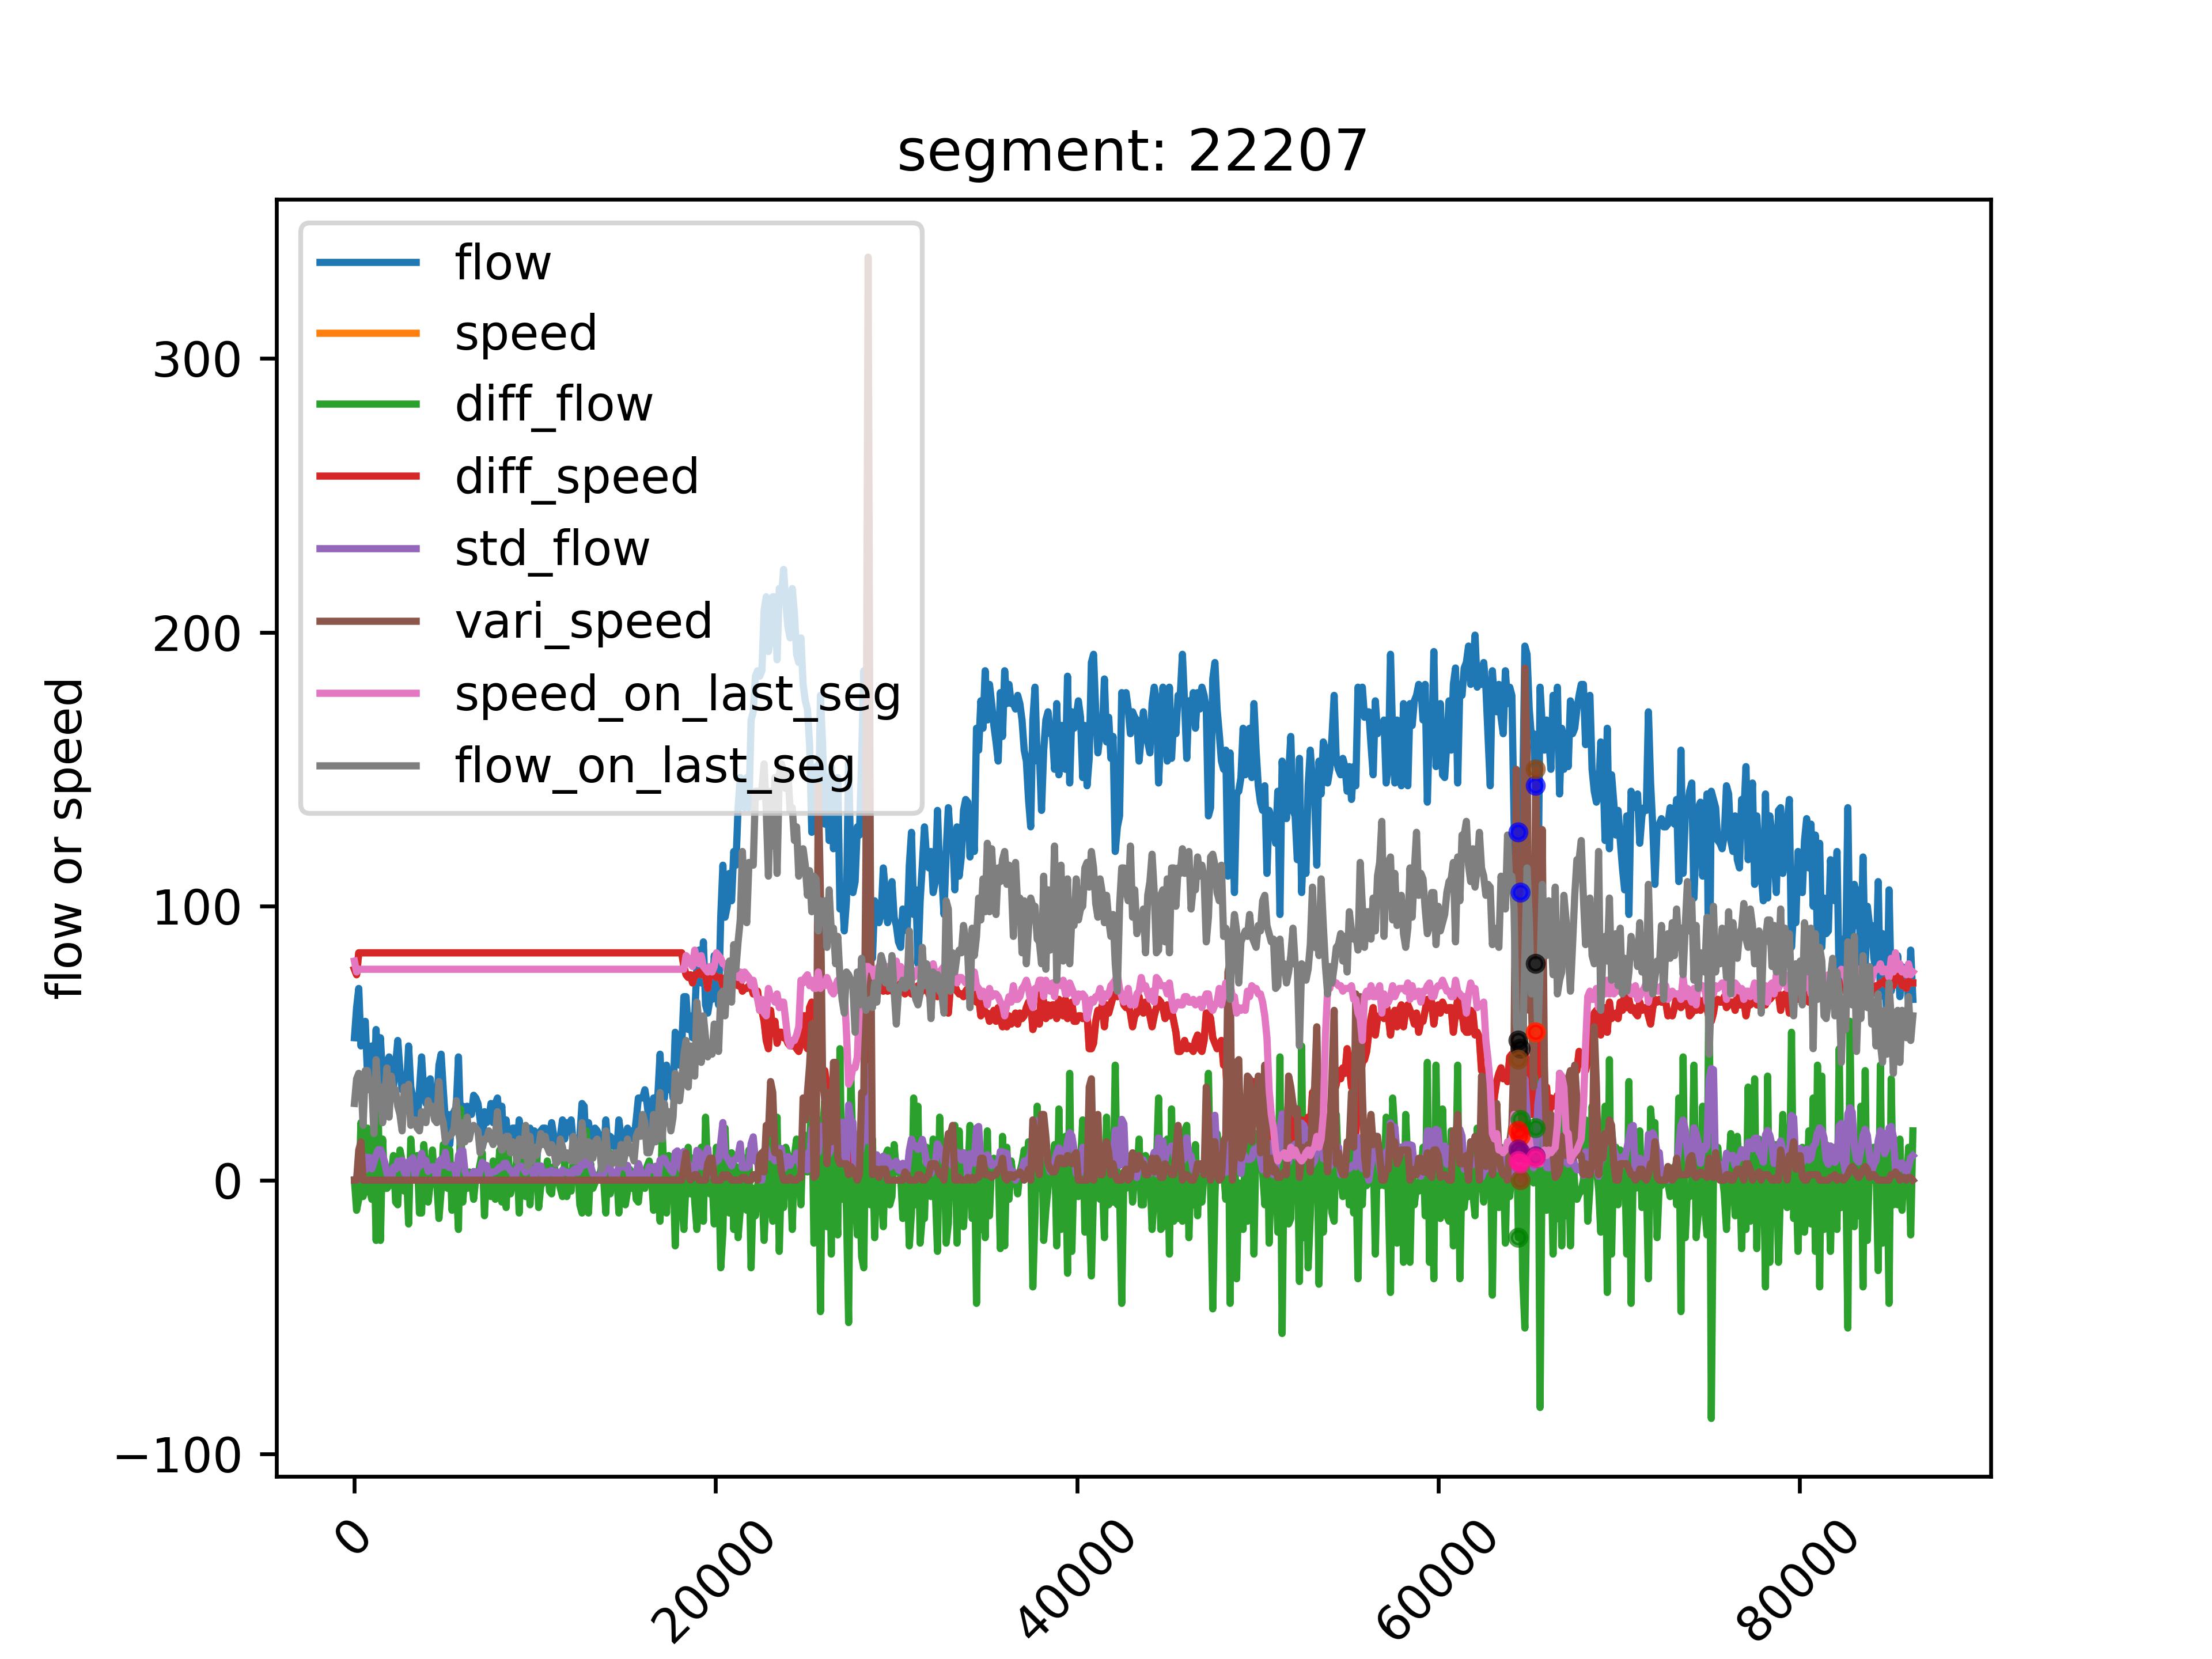 segment: 22207
flow
speed
diff_flow
diff_speed
std_flow
vari_speed
speed_on_last_seg
flow_on_last_seg
flow or speed
300
200
100
0
−100
0
20000
40000
60000
80000